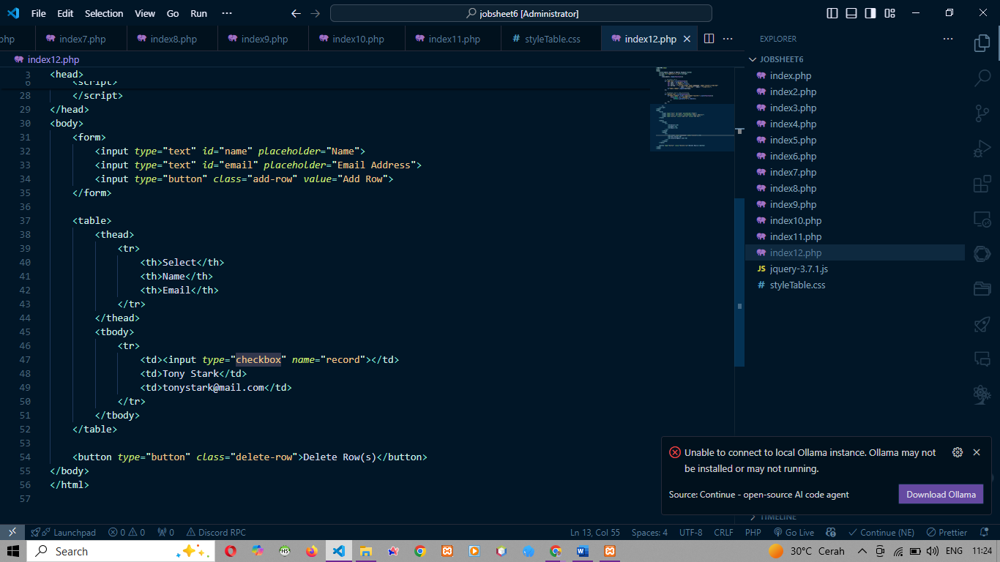 File Edit Selection View Go Run ··· jobsheet6 [Administrator]
php index7.php index8.php index9.php index10.php index11.php # styleTable.css index12.php
index12.php
3 <head>
6 <script>
28 </script>
29 </head>
30 <body>
31 <form>
32 <input type="text" id="name" placeholder="Name">
33 <input type="text" id="email" placeholder="Email Address">
34 <input type="button" class="add-row" value="Add Row">
35 </form>
36
37 <table>
38 <thead>
39 <tr>
40 <th>Select</th>
41 <th>Name</th>
42 <th>Email</th>
43 </tr>
44 </thead>
45 <tbody>
46 <tr>
47 <td><input type="checkbox" name="record"></td>
48 <td>Tony Stark</td>
49 <td>tonystark@mail.com</td>
50 </tr>
51 </tbody>
52 </table>
53
54 <button type="button" class="delete-row">Delete Row(s)</button>
55 </body>
56 </html>
57
EXPLORER
JOBSHEET6
index.php
index2.php
index3.php
index4.php
index5.php
index6.php
index7.php
index8.php
index9.php
index10.php
index11.php
index12.php
JS jquery-3.7.1.js
# styleTable.css
Unable to connect to local Ollama instance. Ollama may not
be installed or may not running.
Source: Continue - open-source AI code agent
Download Ollama
TIMELINE
Launchpad 0 0 0 Discord RPC Ln 13, Col 55 Spaces: 4 UTF-8 CRLF PHP Go Live Continue (NE) Prettier
Search HS 30°C Cerah ENG 11:24